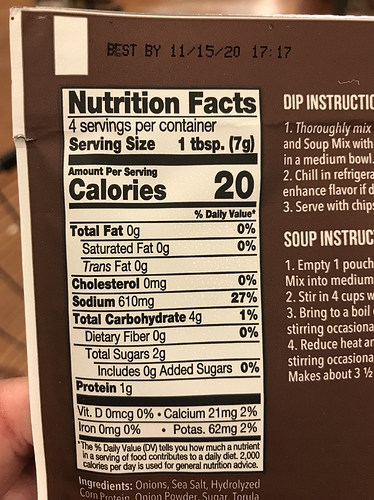 BEST BY 11/15/20 17:17
Nutrition Facts
4 servings per container
Serving Size 1 tbsp. (7g)
Amount Per Serving
Calories 20
% Daily Value*
Total Fat 0g 0%
Saturated Fat 0g 0%
Trans Fat 0g
Cholesterol 0mg 0%
Sodium 610mg 27%
Total Carbohydrate 4g 1%
Dietary Fiber 0g 0%
Total Sugars 2g
Includes 0g Added Sugars 0%
Protein 1g
Vit. D 0mcg 0% • Calcium 21mg 2%
Iron 0mg 0% • Potas. 62mg 2%
*The % Daily Value (DV) tells you how much a nutrient
in a serving of food contributes to a daily diet. 2,000
calories per day is used for general nutrition advice.
Ingredients: Onions, Sea Salt, Hydrolyzed
Corn Protein, Onion Powder, Sugar, Torula
DIP INSTRUCTIO
1. Thoroughly mix
and Soup Mix with
in a medium bowl.
2. Chill in refrigera
enhance flavor if d
3. Serve with chips
SOUP INSTRUC
1. Empty 1 pouch
Mix into medium
2. Stir in 4 cups w
3. Bring to a boil
stirring occasiona
4. Reduce heat an
stirring occasiona
Makes about 3 ½